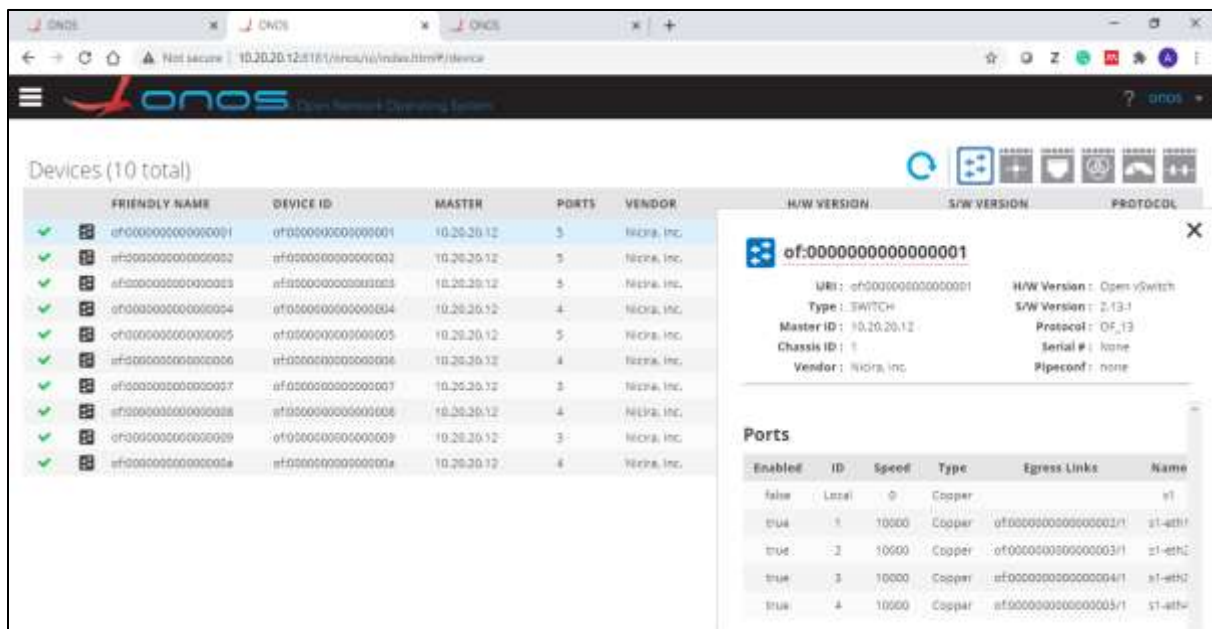 ONOS ONOS ONOS
Not secure 10.20.20.12:8181/onos/ui/index.html#/device
onos Open Network Operating System ? onos
Devices (10 total)
FRIENDLY NAME DEVICE ID MASTER PORTS VENDOR H/W VERSION S/W VERSION PROTOCOL
of:0000000000000001 of:0000000000000001 10.20.20.12 5 Nicira, Inc.
of:0000000000000002 of:0000000000000002 10.20.20.12 5 Nicira, Inc.
of:0000000000000003 of:0000000000000003 10.20.20.12 Nicira, Inc.
of:0000000000000004 of:0000000000000004 10.20.20.12 4 Nicira, Inc.
of:0000000000000005 of:0000000000000005 10.20.20.12 5 Nicira, Inc.
of:0000000000000006 of:0000000000000006 10.20.20.12 4 Nicira, Inc.
of:0000000000000007 of:0000000000000007 10.20.20.12 Nicira, Inc.
of:0000000000000008 of:0000000000000008 10.20.20.12 4 Nicira, Inc.
of:0000000000000009 of:0000000000000009 10.20.20.12 3 Nicira, Inc.
of:000000000000000a of:000000000000000a 10.20.20.12 4 Nicira, Inc.
of:0000000000000001
URI : of:0000000000000001 H/W Version : Open vSwitch
Type : SWITCH S/W Version : 2.13.1
Master ID : 10.20.20.12 Protocol : OF_13
Chassis ID : 1 Serial # : None
Vendor : Nicira, Inc. Pipeconf : none
Ports
Enabled ID Speed Type Egress Links Name
false Local 0 Copper s1
true 1 10000 Copper of:0000000000000002/1 s1-eth1
true 2 10000 Copper of:0000000000000003/1 s1-eth2
true 3 10000 Copper of:0000000000000004/1
true 4 10000 Copper of:0000000000000005/1